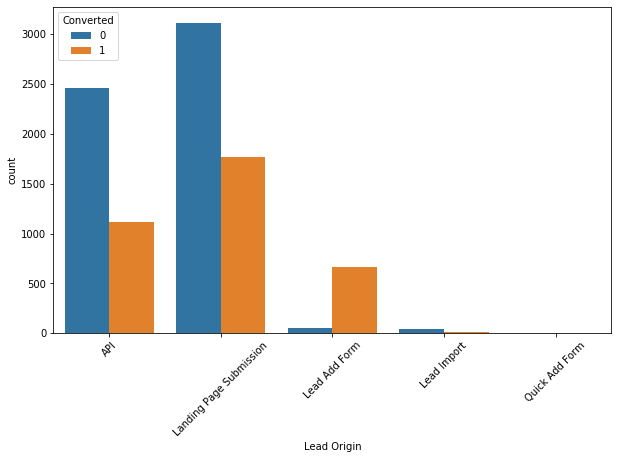 Converted
0
1
3000
2500
2000
1500
1000
500
0
count
API
Landing Page Submission
Lead Add Form
Lead Import
Quick Add Form
Lead Origin